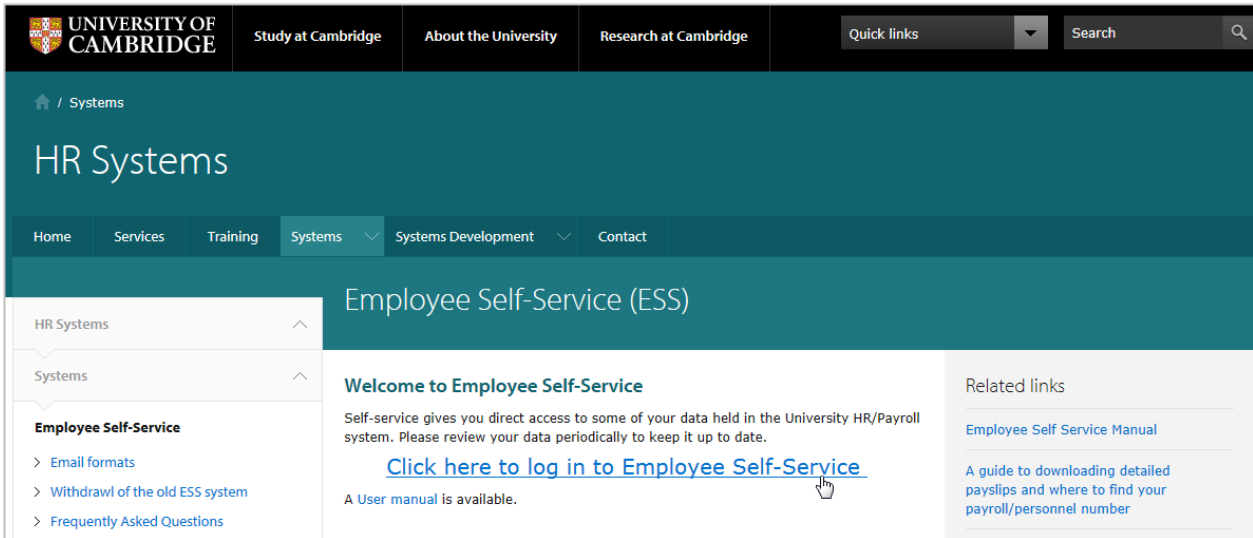 UNIVERSITY OF
CAMBRIDGE
Study at Cambridge
About the University
Research at Cambridge
Quick links
Search
/ Systems
HR Systems
Home
Services
Training
Systems
Systems Development
Contact
Employee Self-Service (ESS)
HR Systems
Systems
Employee Self-Service
> Email formats
> Withdrawl of the old ESS system
> Frequently Asked Questions
Welcome to Employee Self-Service
Self-service gives you direct access to some of your data held in the University HR/Payroll
system. Please review your data periodically to keep it up to date.
Click here to log in to Employee Self-Service
A User manual is available.
Related links
Employee Self Service Manual
A guide to downloading detailed
payslips and where to find your
payroll/personnel number